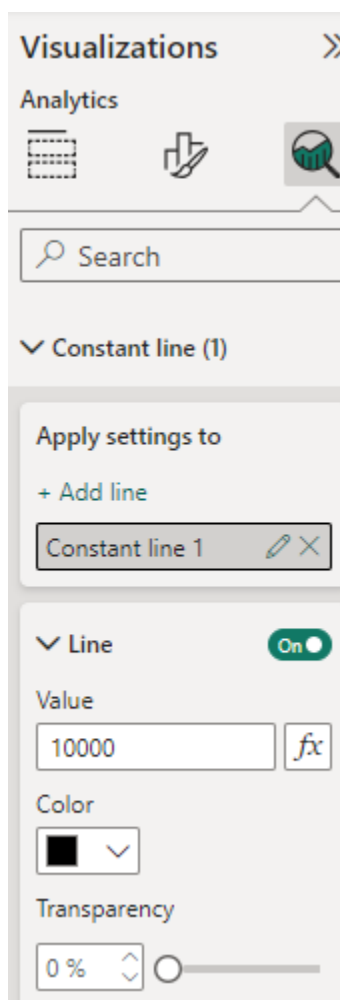 Visualizations
Analytics
Search
Constant line (1)
Apply settings to
+ Add line
Constant line 1
Line
On
Value
10000
fx
Color
Transparency
0 %